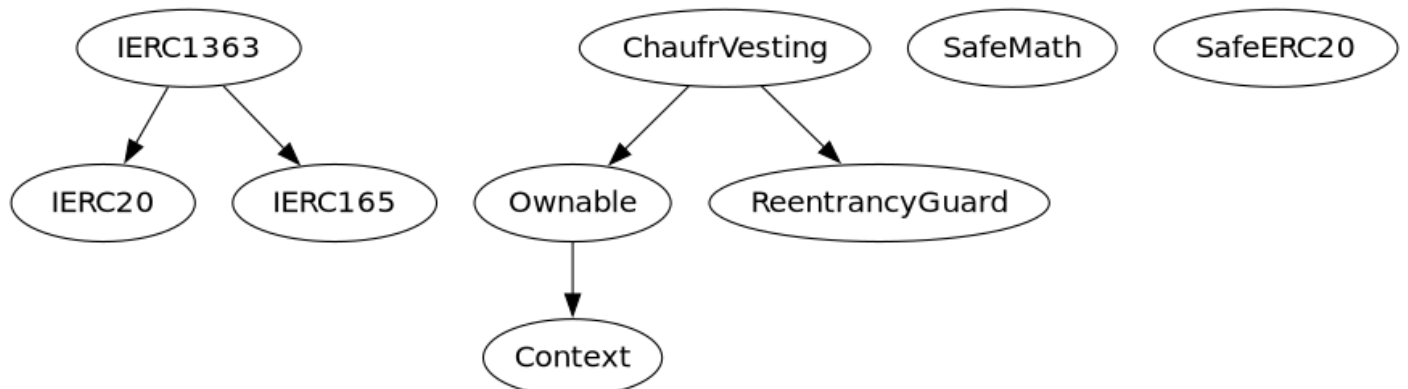 IERC1363
ChaufrVesting
SafeMath
SafeERC20
IERC20
IERC165
Ownable
ReentrancyGuard
Context